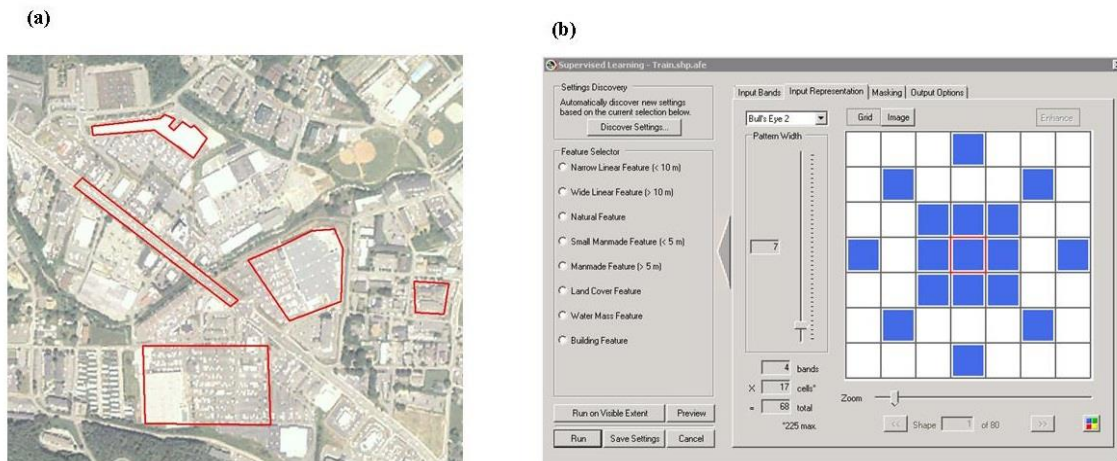 (a)
(b)
Supervised Learning - Train.shp.afe
Settings Discovery
Automatically discover new settings
based on the current selection below.
Discover Settings...
Feature Selector
Narrow Linear Feature (< 10 m)
Wide Linear Feature (> 10 m)
Natural Feature
Small Manmade Feature (< 5 m)
Manmade Feature (> 5 m)
Land Cover Feature
Water Mass Feature
Building Feature
Run on Visible Extent Preview
Run Save Settings Cancel
Input Bands Input Representation Masking Output Options
Bull's Eye 2 Grid Image Enhance
Pattern Width
7
4 bands
X 17 cells*
= 68 total
*225 max.
Zoom
<< Shape 1 of 80 >>